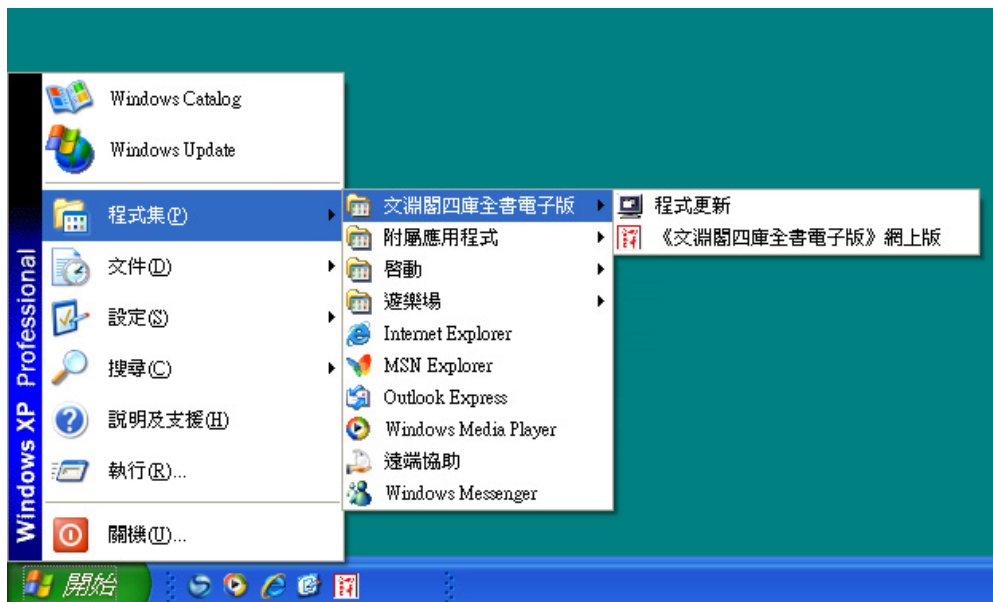 Windows Catalog
Windows Update
程式集(P)
文件(D)
設定(S)
搜尋(C)
說明及支援(H)
執行(R)...
關機(U)...
Windows XP Professional
文淵閣四庫全書電子版
附屬應用程式
啓動
遊樂場
Internet Explorer
MSN Explorer
Outlook Express
Windows Media Player
遠端協助
Windows Messenger
程式更新
《文淵閣四庫全書電子版》網上版
開始